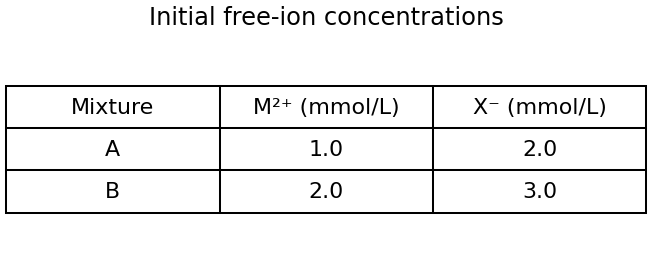 Initial free-ion concentrations
Mixture M²⁺ (mmol/L) X⁻ (mmol/L)
A 1.0 2.0
B 2.0 3.0